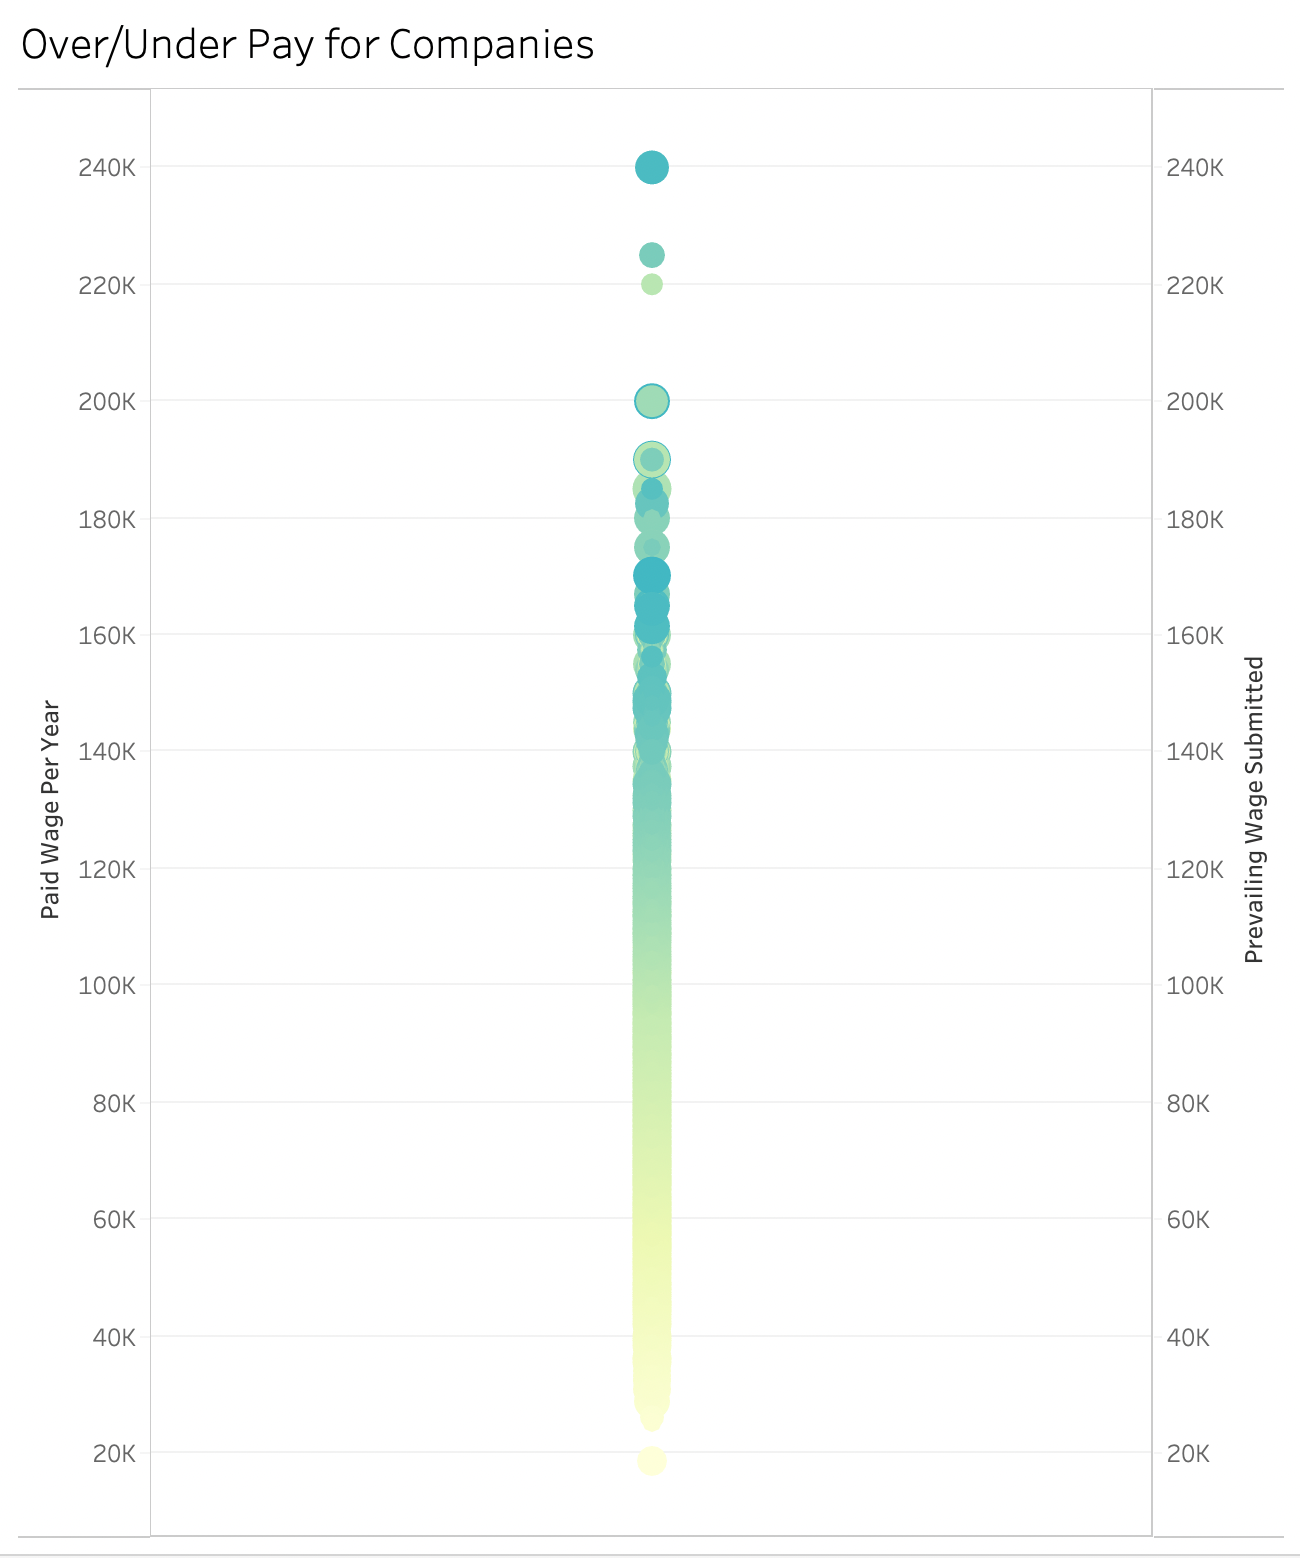 Over/Under Pay for Companies
240K
220K
200K
180K
160K
140K
120K
100K
80K
60K
40K
20K
Paid Wage Per Year
240K
220K
200K
180K
160K
140K
120K
100K
80K
60K
40K
20K
Prevailing Wage Submitted